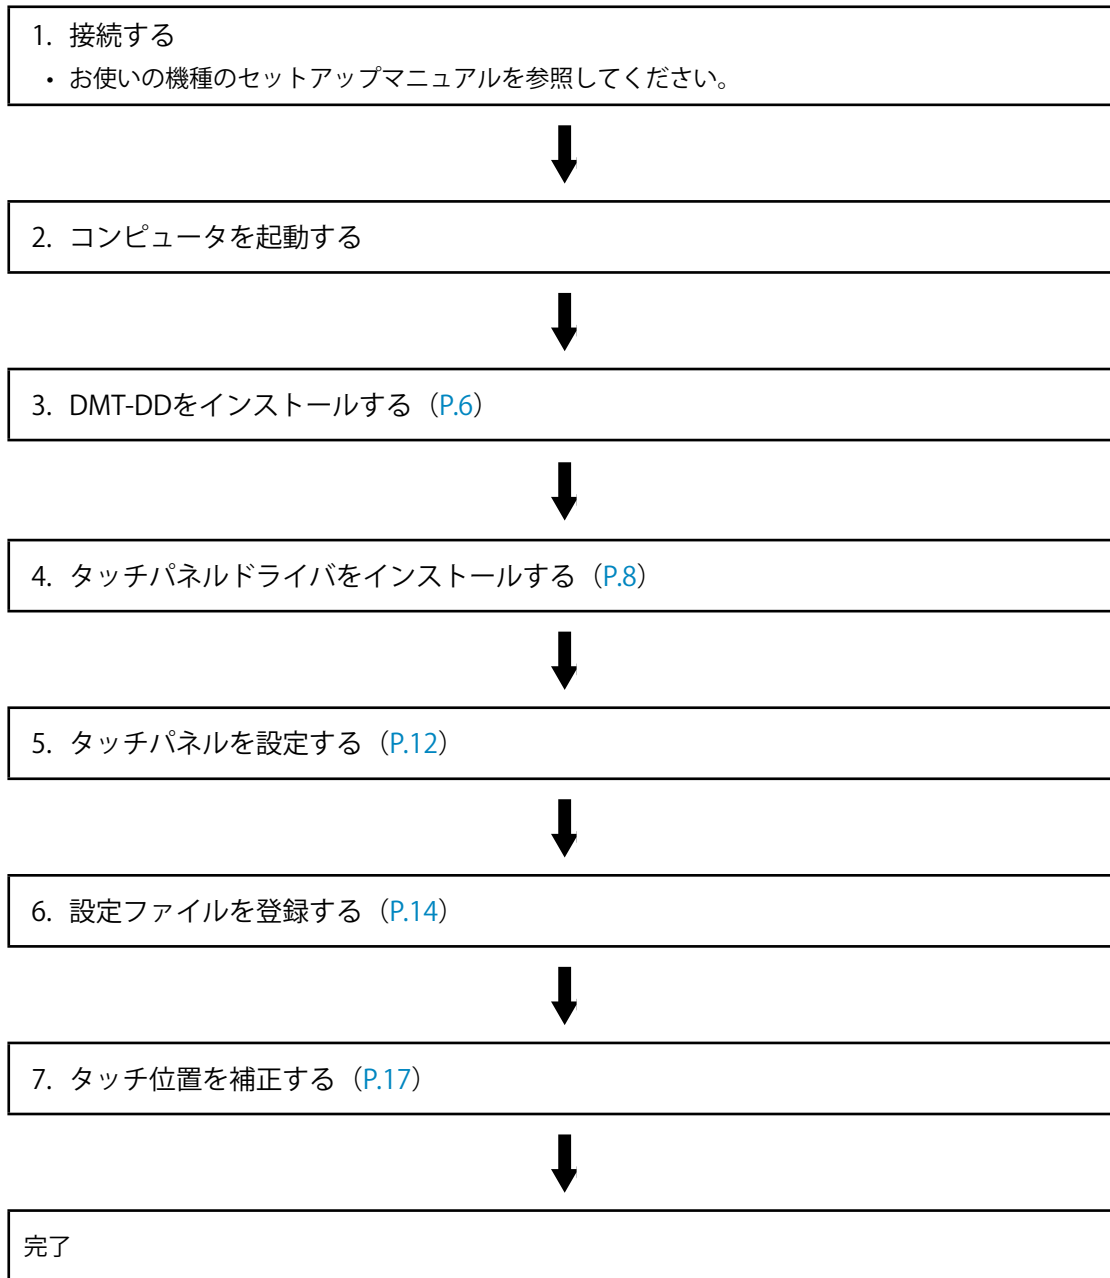 1. 接続する
・ お使いの機種のセットアップマニュアルを参照してください。
2. コンピュータを起動する
3. DMT-DDをインストールする（P.6）
4. タッチパネルドライバをインストールする（P.8）
5. タッチパネルを設定する（P.12）
6. 設定ファイルを登録する（P.14）
7. タッチ位置を補正する（P.17）
完了